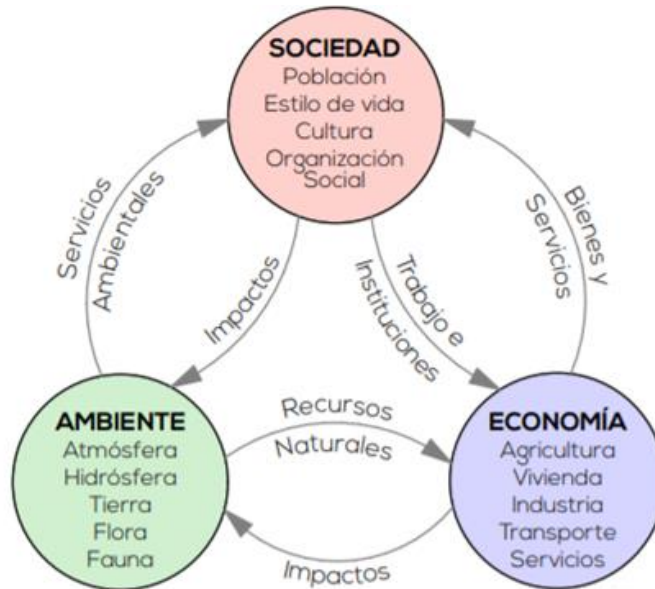 SOCIEDAD
Población
Estilo de vida
Cultura
Organización
Social
Servicios
Ambientales
Impactos
Trabajo e
Instituciones
Bienes y
Servicios
AMBIENTE
Atmósfera
Hidrósfera
Tierra
Flora
Fauna
Recursos
Naturales
Impactos
ECONOMÍA
Agricultura
Vivienda
Industria
Transporte
Servicios